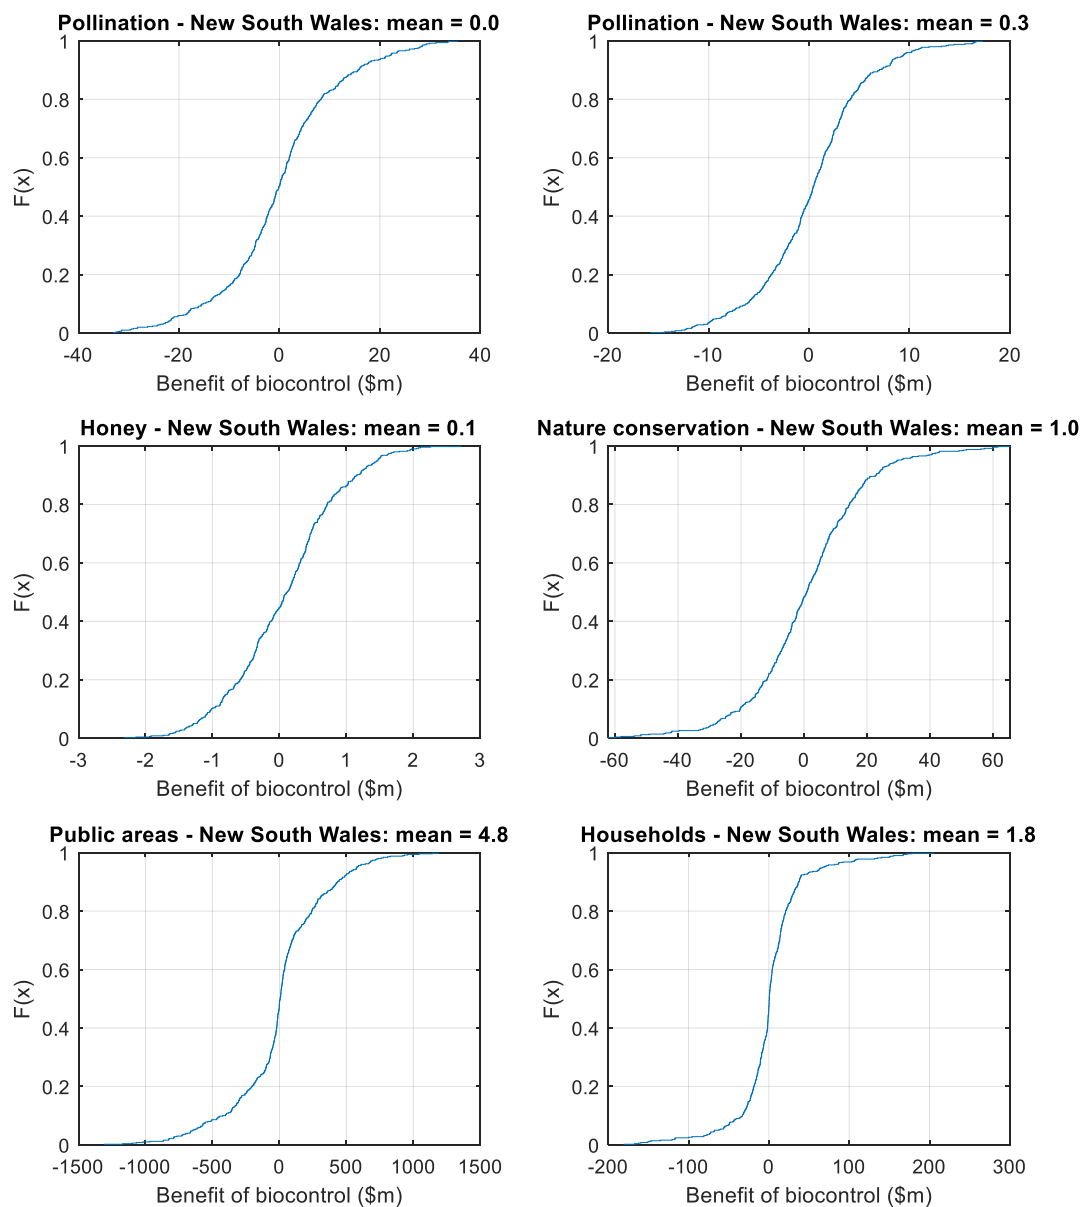 Pollination - New South Wales: mean = 0.0
1
0.8
0.6
0.4
0.2
0
F(x)
-40 -20 0 20 40
Benefit of biocontrol ($m)
Pollination - New South Wales: mean = 0.3
1
0.8
0.6
0.4
0.2
0
F(x)
-20 -10 0 10 20
Benefit of biocontrol ($m)
Honey - New South Wales: mean = 0.1
1
0.8
0.6
0.4
0.2
0
F(x)
-3 -2 -1 0 1 2 3
Benefit of biocontrol ($m)
Nature conservation - New South Wales: mean = 1.0
1
0.8
0.6
0.4
0.2
0
F(x)
-60 -40 -20 0 20 40 60
Benefit of biocontrol ($m)
Public areas - New South Wales: mean = 4.8
1
0.8
0.6
0.4
0.2
0
F(x)
-1500 -1000 -500 0 500 1000 1500
Benefit of biocontrol ($m)
Households - New South Wales: mean = 1.8
1
0.8
0.6
0.4
0.2
0
F(x)
-200 -100 0 100 200 300
Benefit of biocontrol ($m)